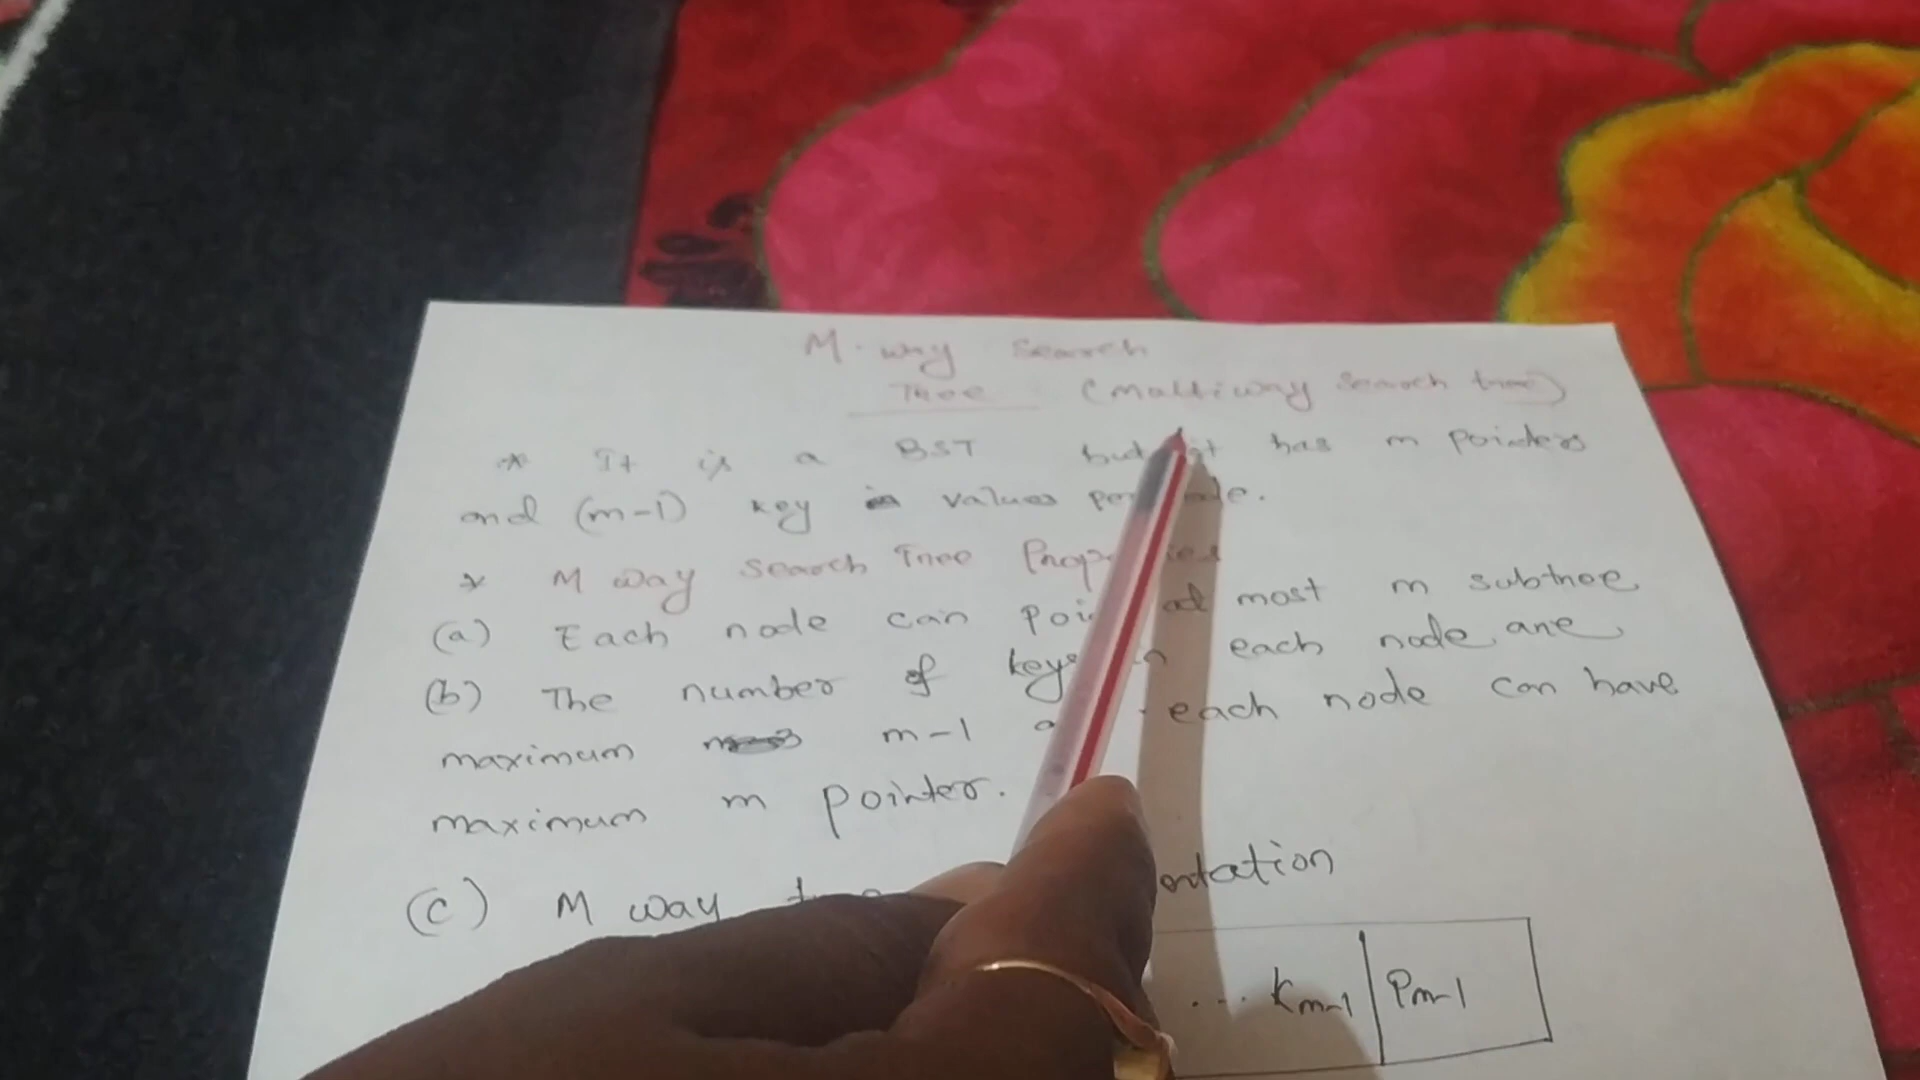 M-way Search
Tree (Multiway Search tree)
* It is a BST but it has m pointers
and (m-1) key values per node.
* M way Search Tree Properties
(a) Each node can point at most m subtree
(b) The number of keys in each node are
maximum m-1 each node can have
maximum m pointer.
(c) M way entation
... Km-1 Pm-1